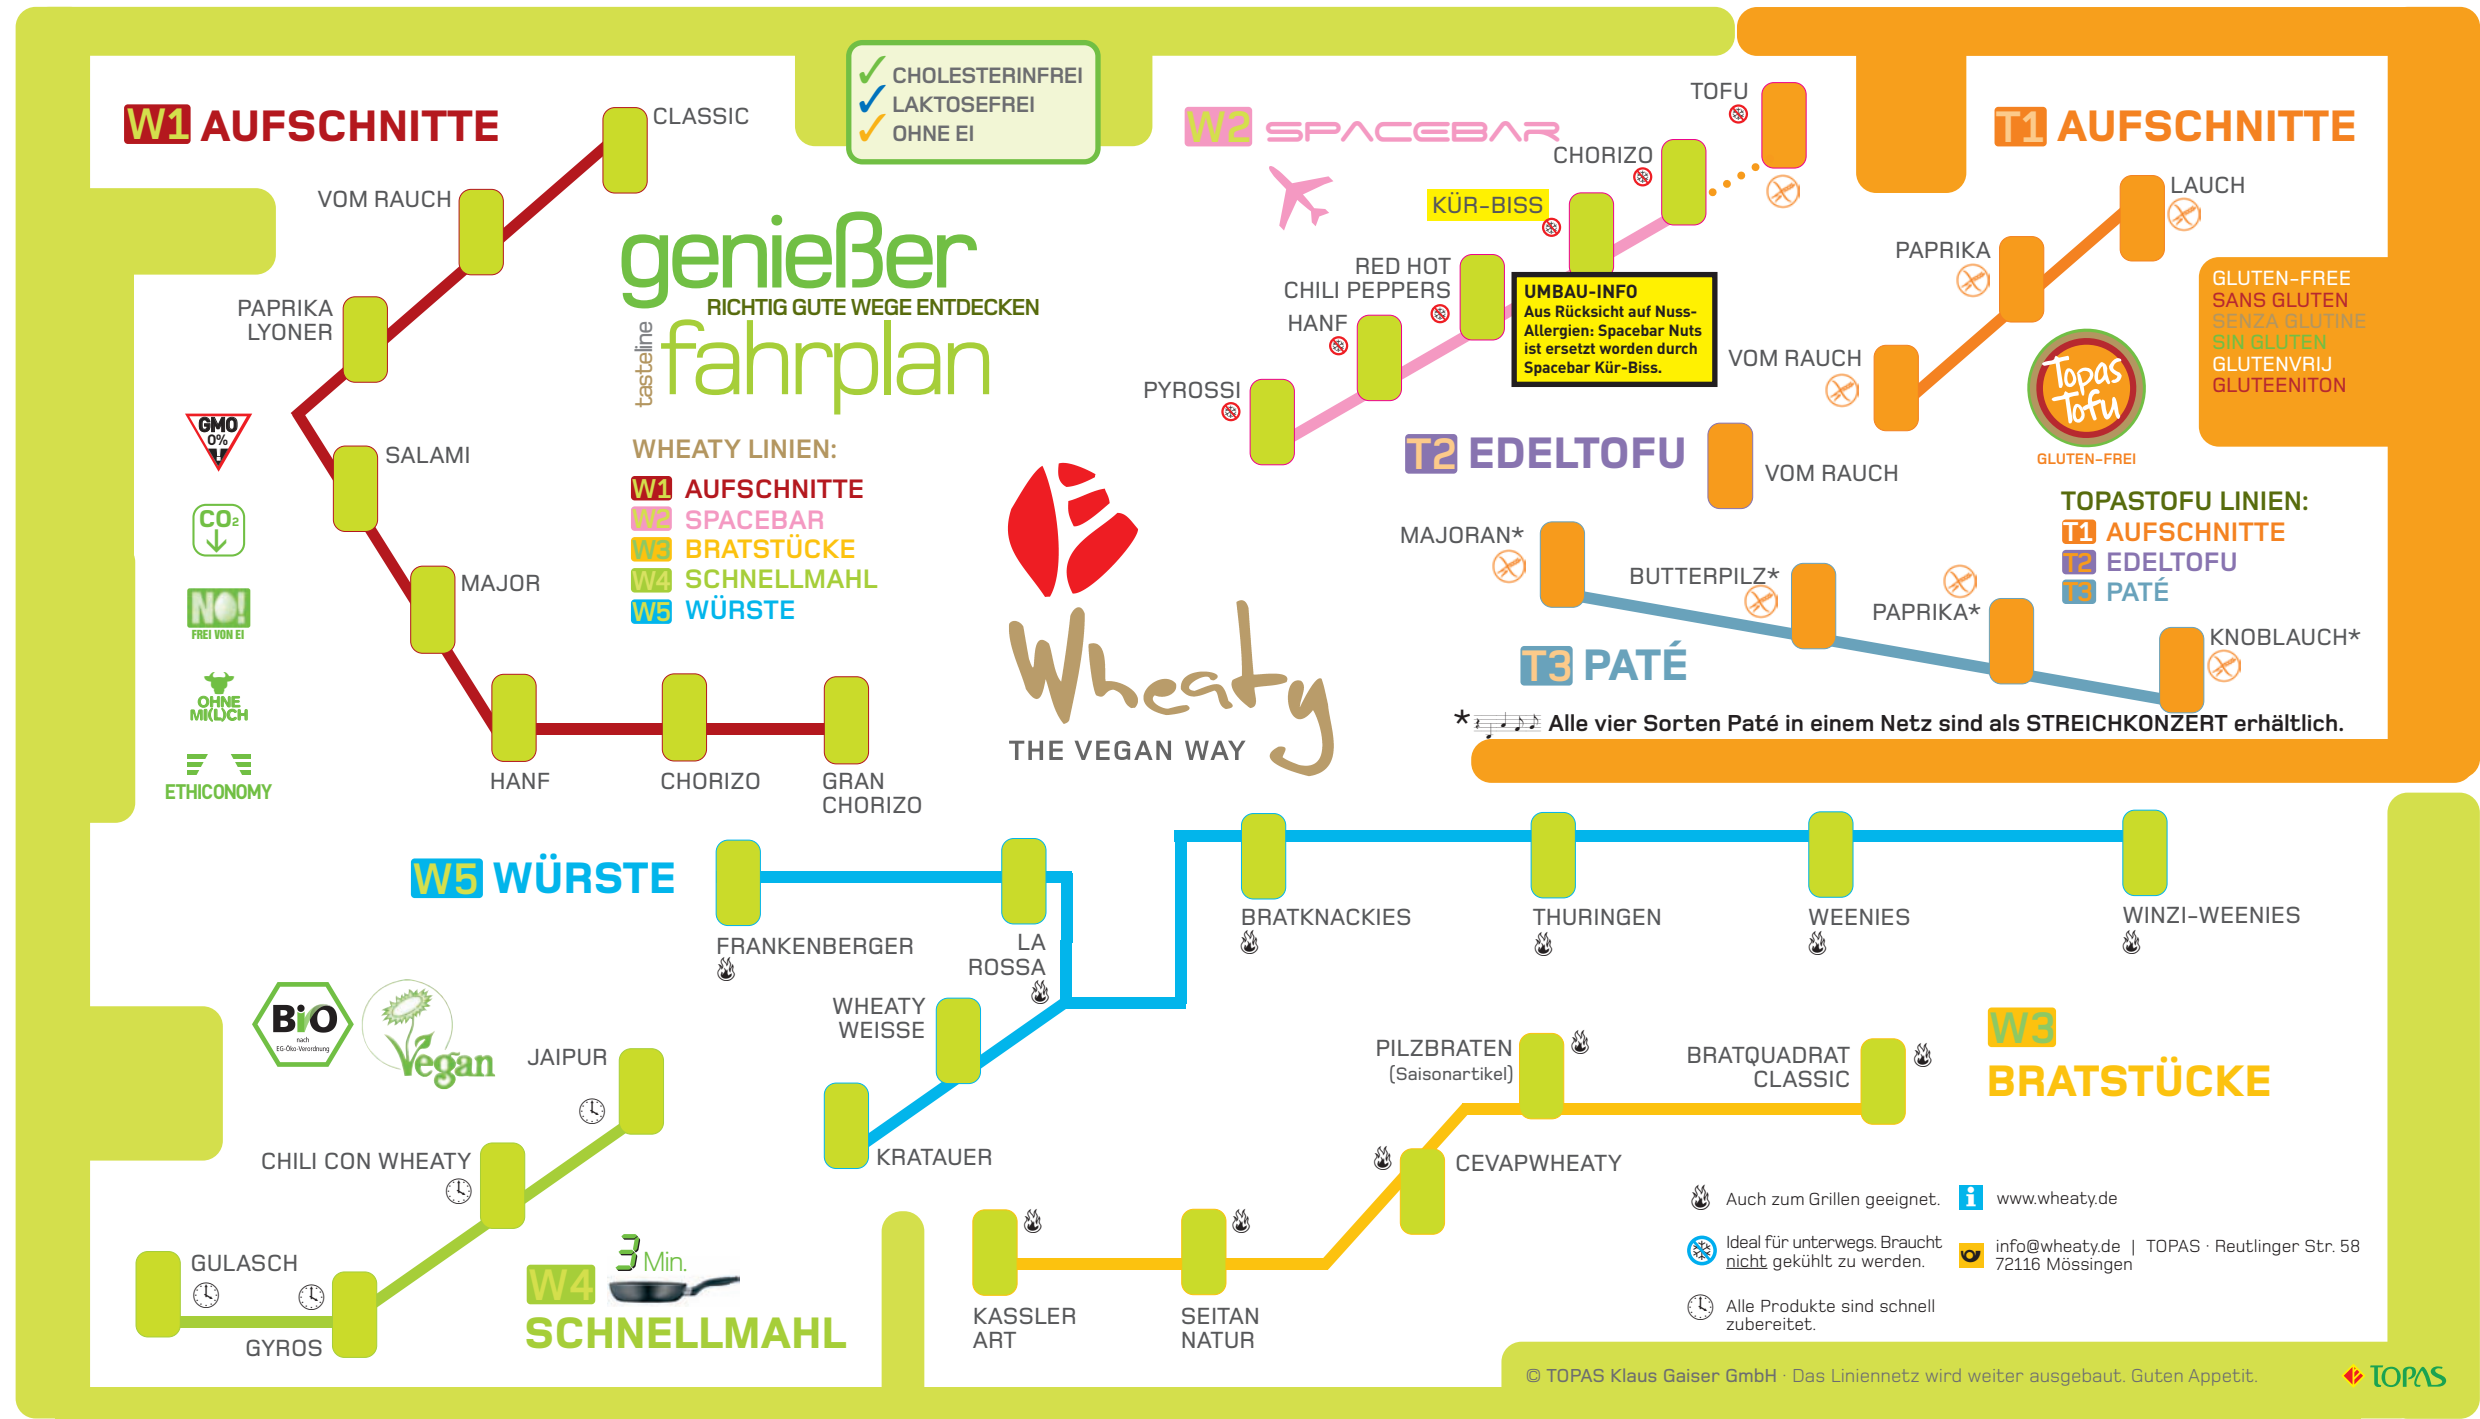 W1 AUFSCHNITTE
CLASSIC
VOM RAUCH
PAPRIKA
LYONER
SALAMI
MAJOR
HANF
CHORIZO
GRAN
CHORIZO
CHOLESTERINFREI
LAKTOSEFREI
OHNE EI
genießer
RICHTIG GUTE WEGE ENTDECKEN
tasteline
fahrplan
WHEATY LINIEN:
W1 AUFSCHNITTE
W2 SPACEBAR
W3 BRATSTÜCKE
W4 SCHNELLMAHL
W5 WÜRSTE
GMO
0%
CO2
NO!
FREI VON EI
OHNE
MI(L)CH
ETHICONOMY
Wheaty
THE VEGAN WAY
W2 SPACEBAR
TOFU
CHORIZO
KÜR-BISS
RED HOT
CHILI PEPPERS
HANF
PYROSSI
UMBAU-INFO
Aus Rücksicht auf Nuss-
Allergien: Spacebar Nuts
ist ersetzt worden durch
Spacebar Kür-Biss.
T1 AUFSCHNITTE
LAUCH
PAPRIKA
VOM RAUCH
GLUTEN-FREE
SANS GLUTEN
SENZA GLUTINE
SIN GLUTEN
GLUTENVRIJ
GLUTEENITON
Topas
Tofu
GLUTEN-FREI
T2 EDELTOFU
VOM RAUCH
TOPASTOFU LINIEN:
T1 AUFSCHNITTE
T2 EDELTOFU
T3 PATÉ
MAJORAN*
BUTTERPILZ*
PAPRIKA*
KNOBLAUCH*
T3 PATÉ
* Alle vier Sorten Paté in einem Netz sind als STREICHKONZERT erhältlich.
W5 WÜRSTE
FRANKENBERGER
LA
ROSSA
WHEATY
WEISSE
KRATAUER
BRATKNACKIES
THURINGEN
WEENIES
WINZI-WEENIES
Bio
nach
EG-Öko-Verordnung
Vegan
JAIPUR
CHILI CON WHEATY
GULASCH
GYROS
3 Min.
W4
SCHNELLMAHL
W3
BRATSTÜCKE
PILZBRATEN
(Saisonartikel)
BRATQUADRAT
CLASSIC
CEVAPWHEATY
KASSLER
ART
SEITAN
NATUR
Auch zum Grillen geeignet.
Ideal für unterwegs. Braucht
nicht gekühlt zu werden.
Alle Produkte sind schnell
zubereitet.
i www.wheaty.de
info@wheaty.de | TOPAS · Reutlinger Str. 58
72116 Mössingen
© TOPAS Klaus Gaiser GmbH · Das Liniennetz wird weiter ausgebaut. Guten Appetit.
TOPAS